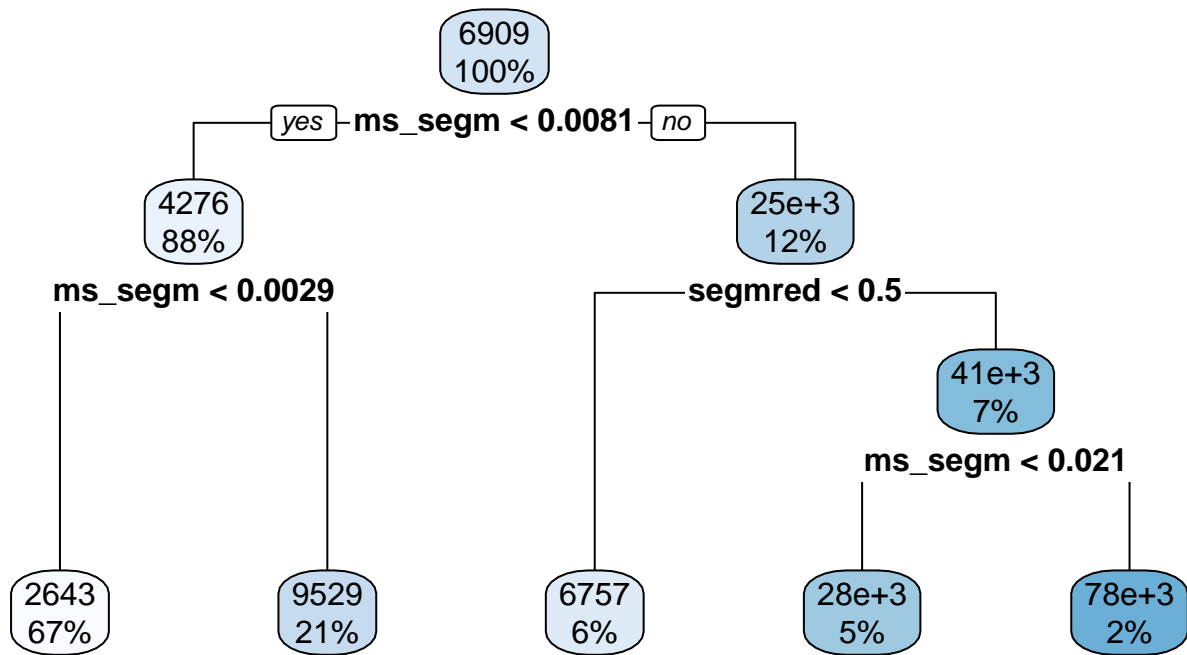 6909
100%
yes ms_segm < 0.0081 no
4276
88%
25e+3
12%
ms_segm < 0.0029
segmred < 0.5
41e+3
7%
ms_segm < 0.021
2643
67%
9529
21%
6757
6%
28e+3
5%
78e+3
2%